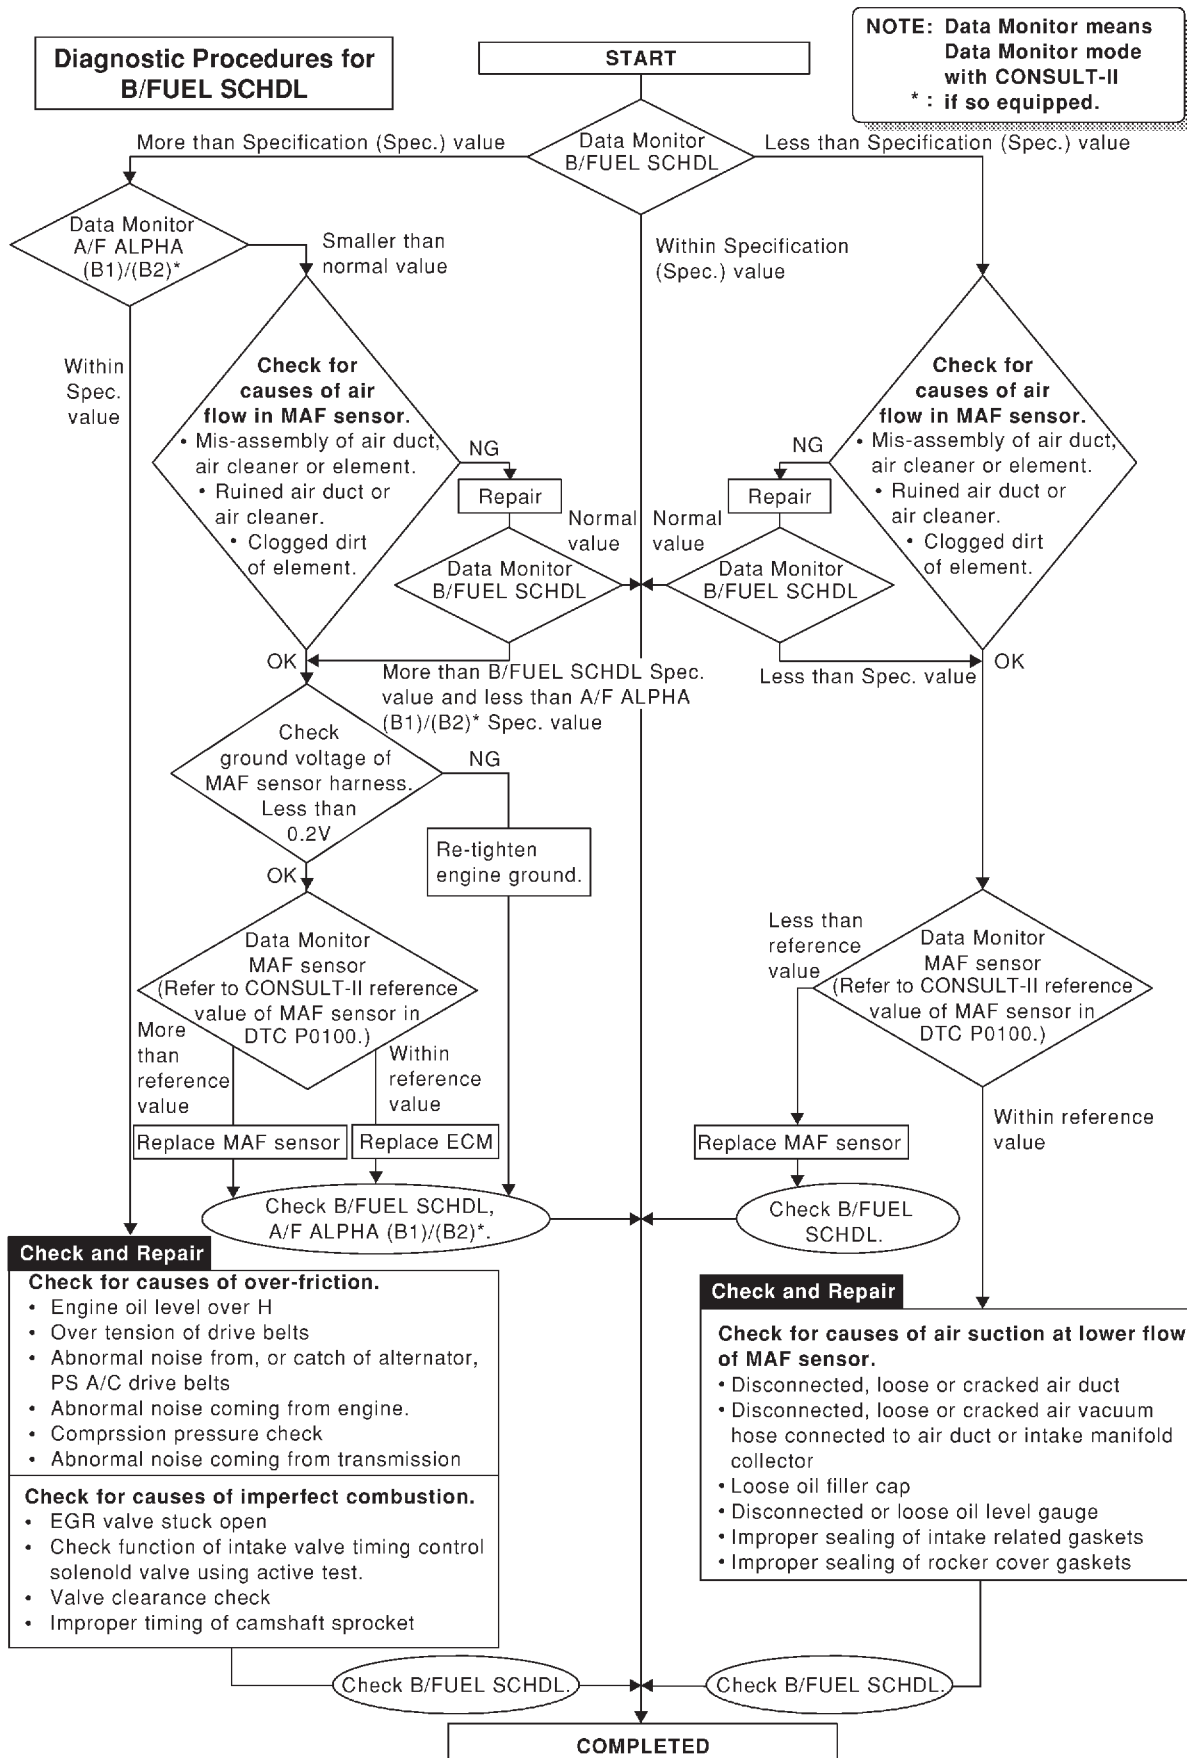 Diagnostic Procedures for
B/FUEL SCHDL
START
NOTE: Data Monitor means
Data Monitor mode
with CONSULT-II
* : if so equipped.
More than Specification (Spec.) value
Data Monitor
B/FUEL SCHDL
Less than Specification (Spec.) value
Data Monitor
A/F ALPHA
(B1)/(B2)*
Smaller than
normal value
Within Specification
(Spec.) value
Within
Spec.
value
Check for
causes of air
flow in MAF sensor.
• Mis-assembly of air duct,
air cleaner or element.
• Ruined air duct or
air cleaner.
• Clogged dirt
of element.
NG
Repair
Normal
value
Data Monitor
B/FUEL SCHDL
Check for
causes of air
flow in MAF sensor.
• Mis-assembly of air duct,
air cleaner or element.
• Ruined air duct or
air cleaner.
• Clogged dirt
of element.
NG
Repair
Normal
value
Data Monitor
B/FUEL SCHDL
OK
More than B/FUEL SCHDL Spec.
value and less than A/F ALPHA
(B1)/(B2)* Spec. value
Less than Spec. value
OK
Check
ground voltage of
MAF sensor harness.
Less than
0.2V
NG
Re-tighten
engine ground.
OK
Data Monitor
MAF sensor
(Refer to CONSULT-II reference
value of MAF sensor in
DTC P0100.)
Less than
reference
value
Data Monitor
MAF sensor
(Refer to CONSULT-II reference
value of MAF sensor in
DTC P0100.)
More
than
reference
value
Within
reference
value
Within reference
value
Replace MAF sensor
Replace ECM
Replace MAF sensor
Check B/FUEL SCHDL,
A/F ALPHA (B1)/(B2)*.
Check B/FUEL
SCHDL.
Check and Repair
Check for causes of over-friction.
• Engine oil level over H
• Over tension of drive belts
• Abnormal noise from, or catch of alternator,
PS A/C drive belts
• Abnormal noise coming from engine.
• Comprssion pressure check
• Abnormal noise coming from transmission
Check for causes of imperfect combustion.
• EGR valve stuck open
• Check function of intake valve timing control
solenold valve using active test.
• Valve clearance check
• Improper timing of camshaft sprocket
Check and Repair
Check for causes of air suction at lower flow
of MAF sensor.
• Disconnected, loose or cracked air duct
• Disconnected, loose or cracked air vacuum
hose connected to air duct or intake manifold
collector
• Loose oil filler cap
• Disconnected or loose oil level gauge
• Improper sealing of intake related gaskets
• Improper sealing of rocker cover gaskets
Check B/FUEL SCHDL.
Check B/FUEL SCHDL.
COMPLETED